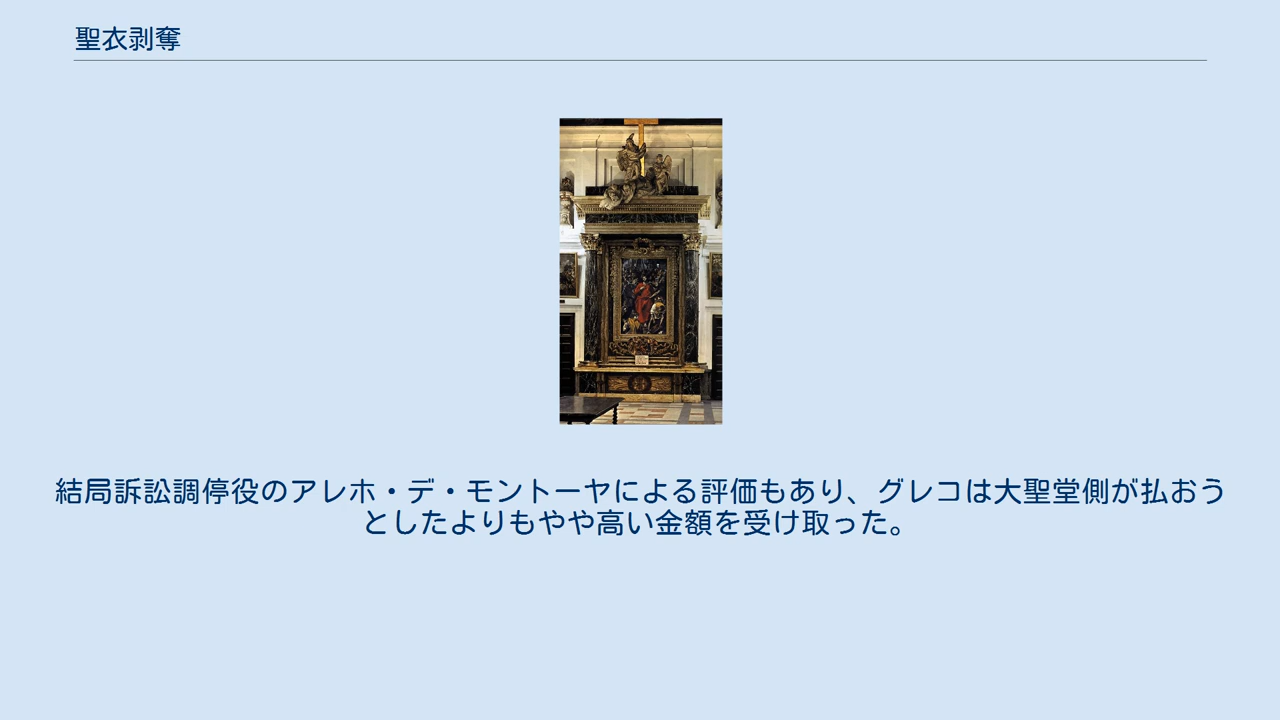 聖衣剥奪
結局訴訟調停役のアレホ・デ・モントーヤによる評価もあり、グレコは大聖堂側が払おう
としたよりもやや高い金額を受け取った。